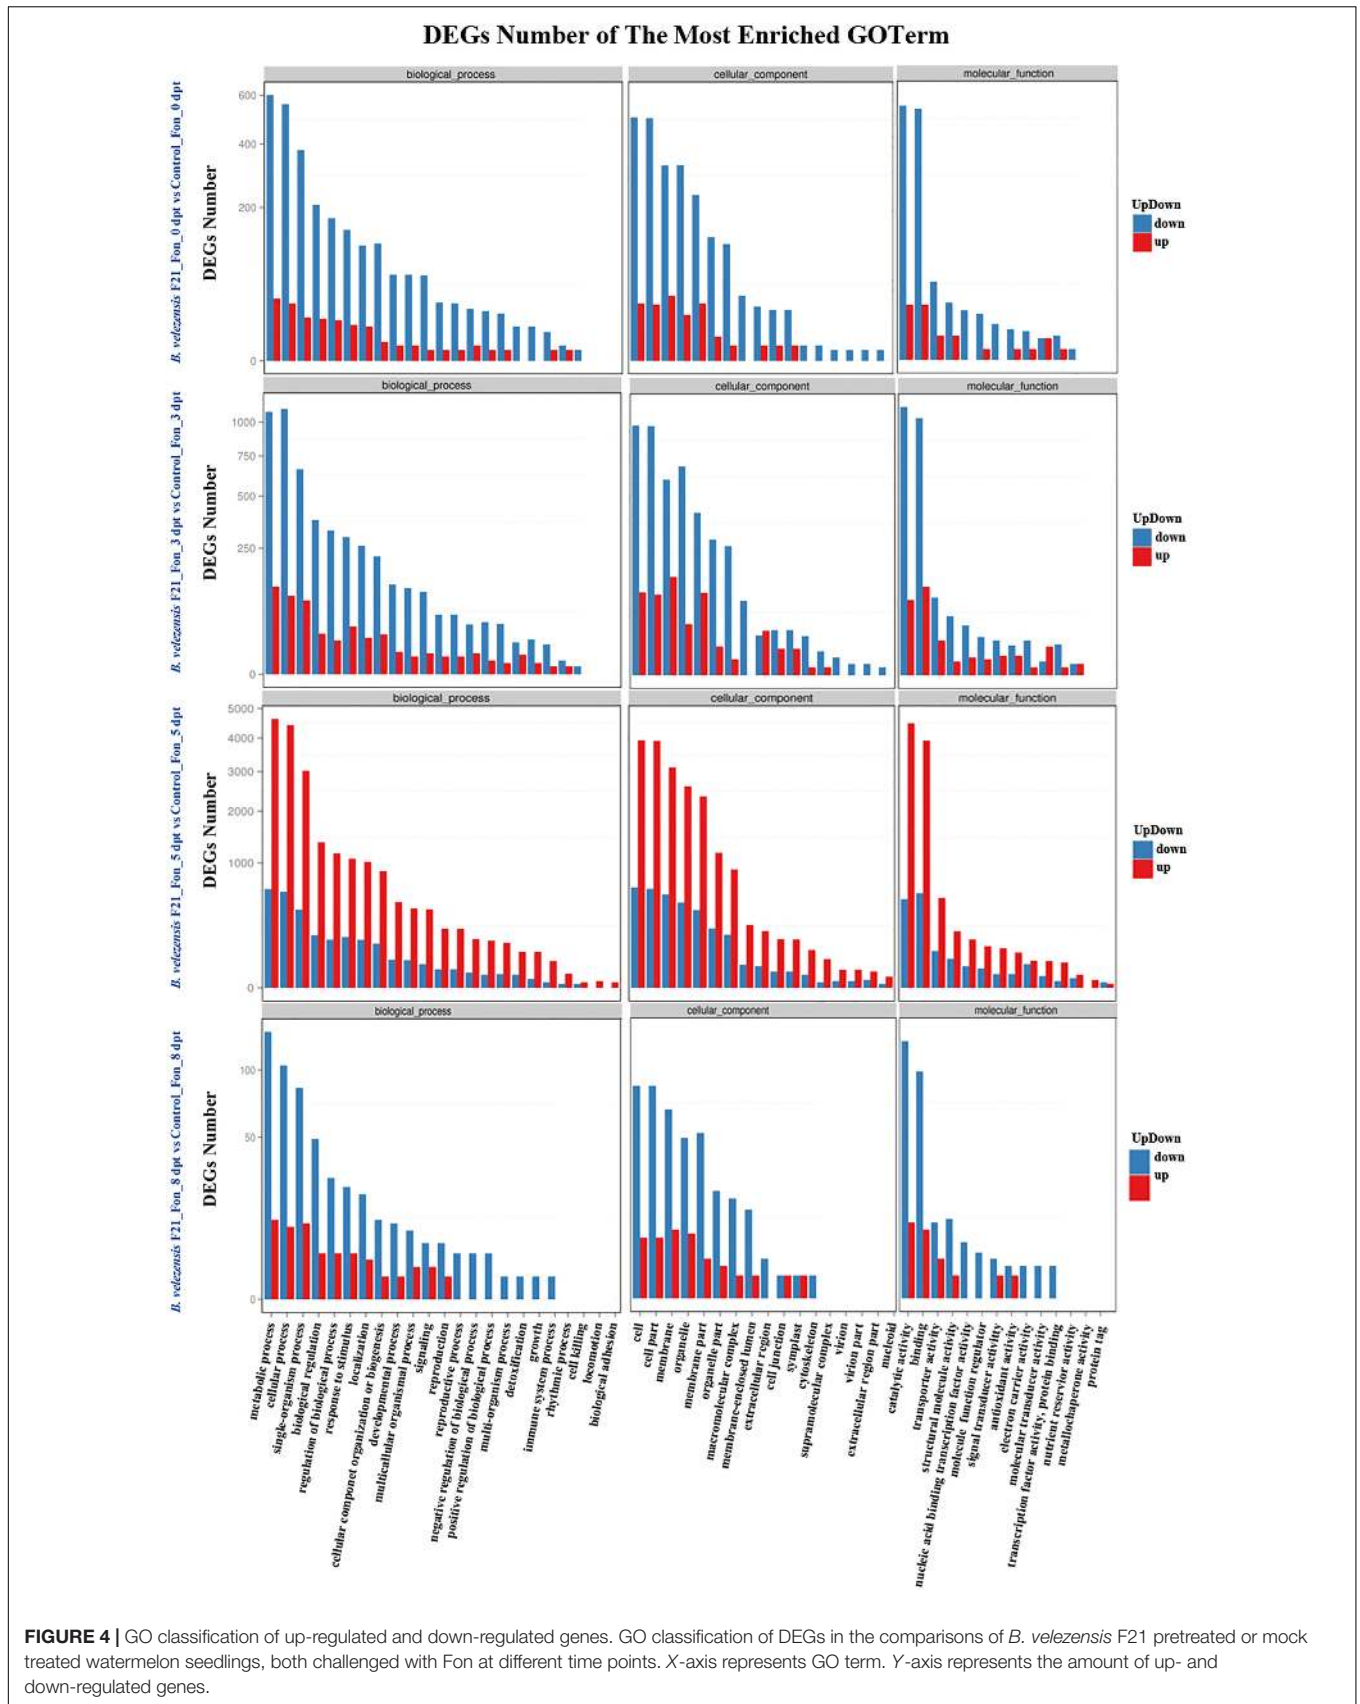 DEGs Number of The Most Enriched GOTerm
biological_process
cellular_component
molecular_function
B. velezensis F21_Fon_0 dpt vs Control_Fon_0 dpt
DEGs Number
600
400
200
0
UpDown
down
up
biological_process
cellular_component
molecular_function
B. velezensis F21_Fon_3 dpt vs Control_Fon_3 dpt
DEGs Number
1000
750
500
250
0
UpDown
down
up
biological_process
cellular_component
molecular_function
B. velezensis F21_Fon_5 dpt vs Control_Fon_5 dpt
DEGs Number
5000
4000
3000
2000
1000
0
UpDown
down
up
biological_process
cellular_component
molecular_function
B. velezensis F21_Fon_8 dpt vs Control_Fon_8 dpt
DEGs Number
100
50
0
UpDown
down
up
metabolic process
cellular process
single-organism process
biological regulation
regulation of biological process
response to stimulus
localization
cellular componet organization or biogenesis
developmental process
multicallular organismal process
signaling
reproduction
reproductive process
negative regulation of biological process
positive regulation of biological process
multi-organism process
detoxification
growth
immune system process
rhythmic process
cell killing
locomotion
biological adhesion
cell
cell part
membrane
organelle
membrane part
organelle part
macromolecular complex
membrane-enclosed lumen
extracellular region
cell junction
symplast
cytoskeleton
supramolecular complex
virion
virion part
extracellular region part
nucleoid
catalytic activity
binding
transporter activity
structural molecule activity
nucleic acid binding transcription factor activity
molecule function regulator
signal transducer activitty
antioxidant activity
electron carrier activity
molecular transducer activity
transcription factor activity, protein binding
nutrient reservior activity
metallochaperone activity
protein tag
FIGURE 4 | GO classification of up-regulated and down-regulated genes. GO classification of DEGs in the comparisons of B. velezensis F21 pretreated or mock
treated watermelon seedlings, both challenged with Fon at different time points. X-axis represents GO term. Y-axis represents the amount of up- and
down-regulated genes.